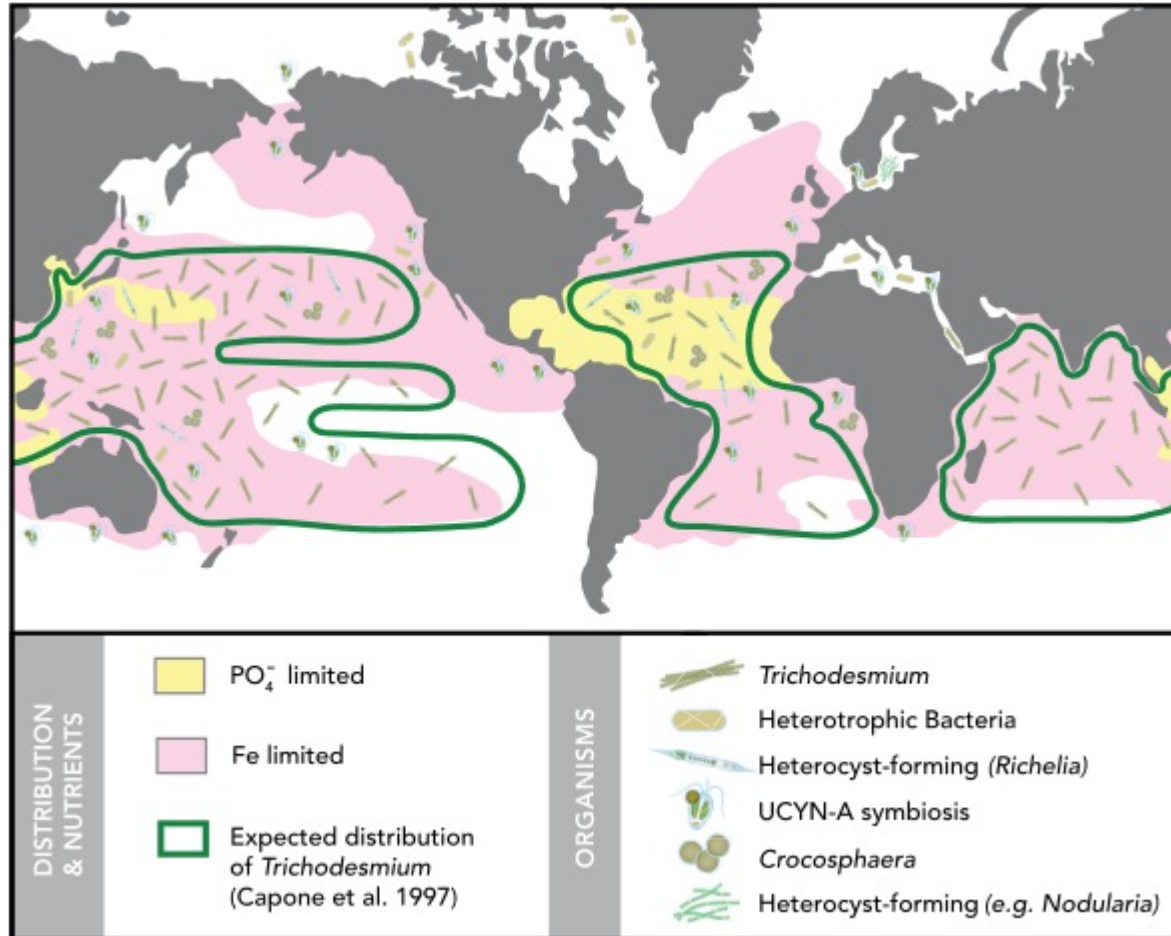 DISTRIBUTION
& NUTRIENTS
PO₄⁻ limited
Fe limited
Expected distribution
of Trichodesmium
(Capone et al. 1997)
ORGANISMS
Trichodesmium
Heterotrophic Bacteria
Heterocyst-forming (Richelia)
UCYN-A symbiosis
Crocosphaera
Heterocyst-forming (e.g. Nodularia)